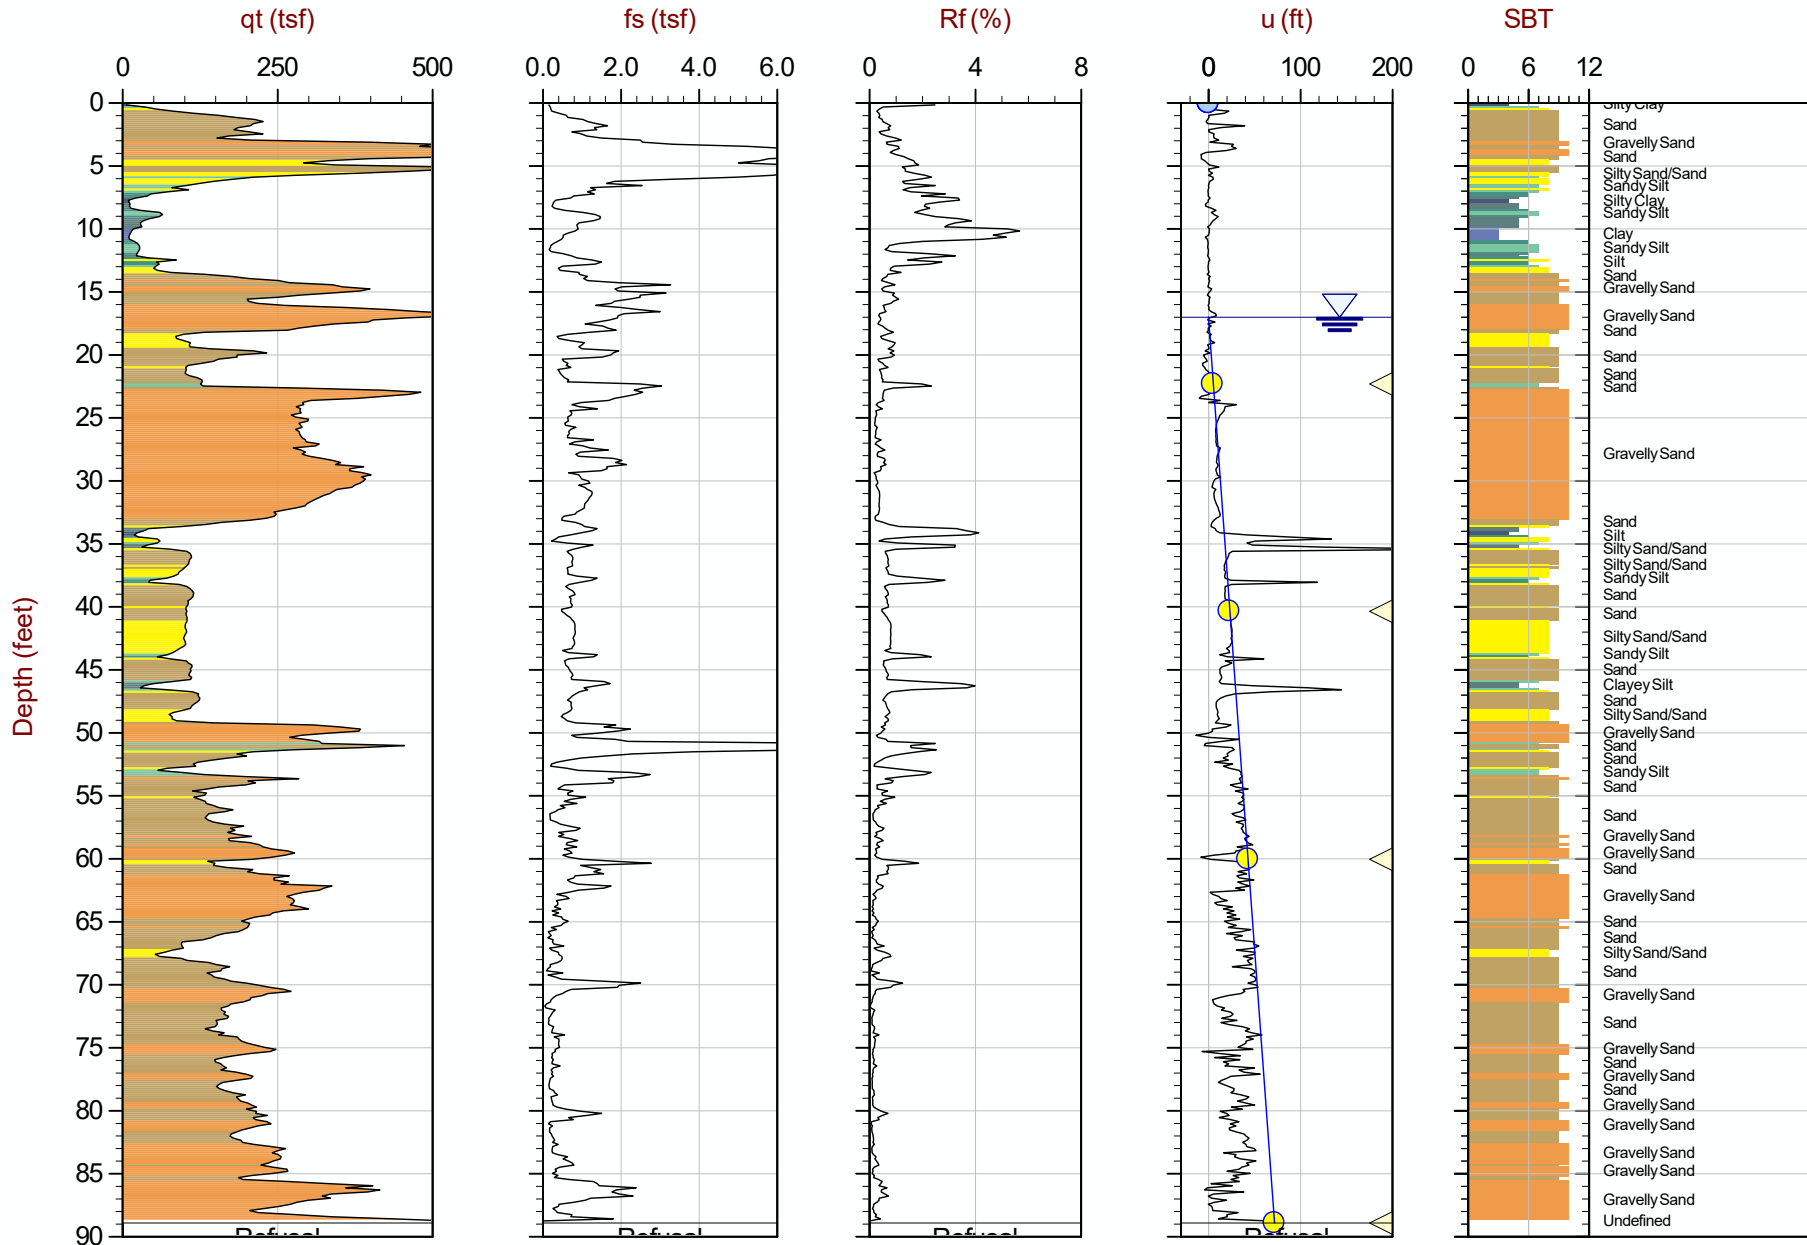 qt (tsf) fs (tsf) Rf (%) u (ft) SBT
0 250 500 0.0 2.0 4.0 6.0 0 4 8 0 100 200 0 6 12
Depth (feet)
0
5
10
15
20
25
30
35
40
45
50
55
60
65
70
75
80
85
90
Silty Clay
Sand
Gravelly Sand
Sand
Silty Sand/Sand
Sandy Silt
Silty Clay
Sandy Silt
Clay
Sandy Silt
Silt
Sand
Gravelly Sand
Gravelly Sand
Sand
Sand
Sand
Sand
Gravelly Sand
Sand
Silt
Silty Sand/Sand
Silty Sand/Sand
Sandy Silt
Sand
Sand
Silty Sand/Sand
Sandy Silt
Sand
Clayey Silt
Sand
Silty Sand/Sand
Gravelly Sand
Sand
Sand
Sandy Silt
Sand
Sand
Gravelly Sand
Gravelly Sand
Sand
Gravelly Sand
Sand
Sand
Silty Sand/Sand
Sand
Gravelly Sand
Sand
Gravelly Sand
Sand
Gravelly Sand
Sand
Gravelly Sand
Gravelly Sand
Gravelly Sand
Gravelly Sand
Gravelly Sand
Undefined
Refusal Refusal Refusal Refusal